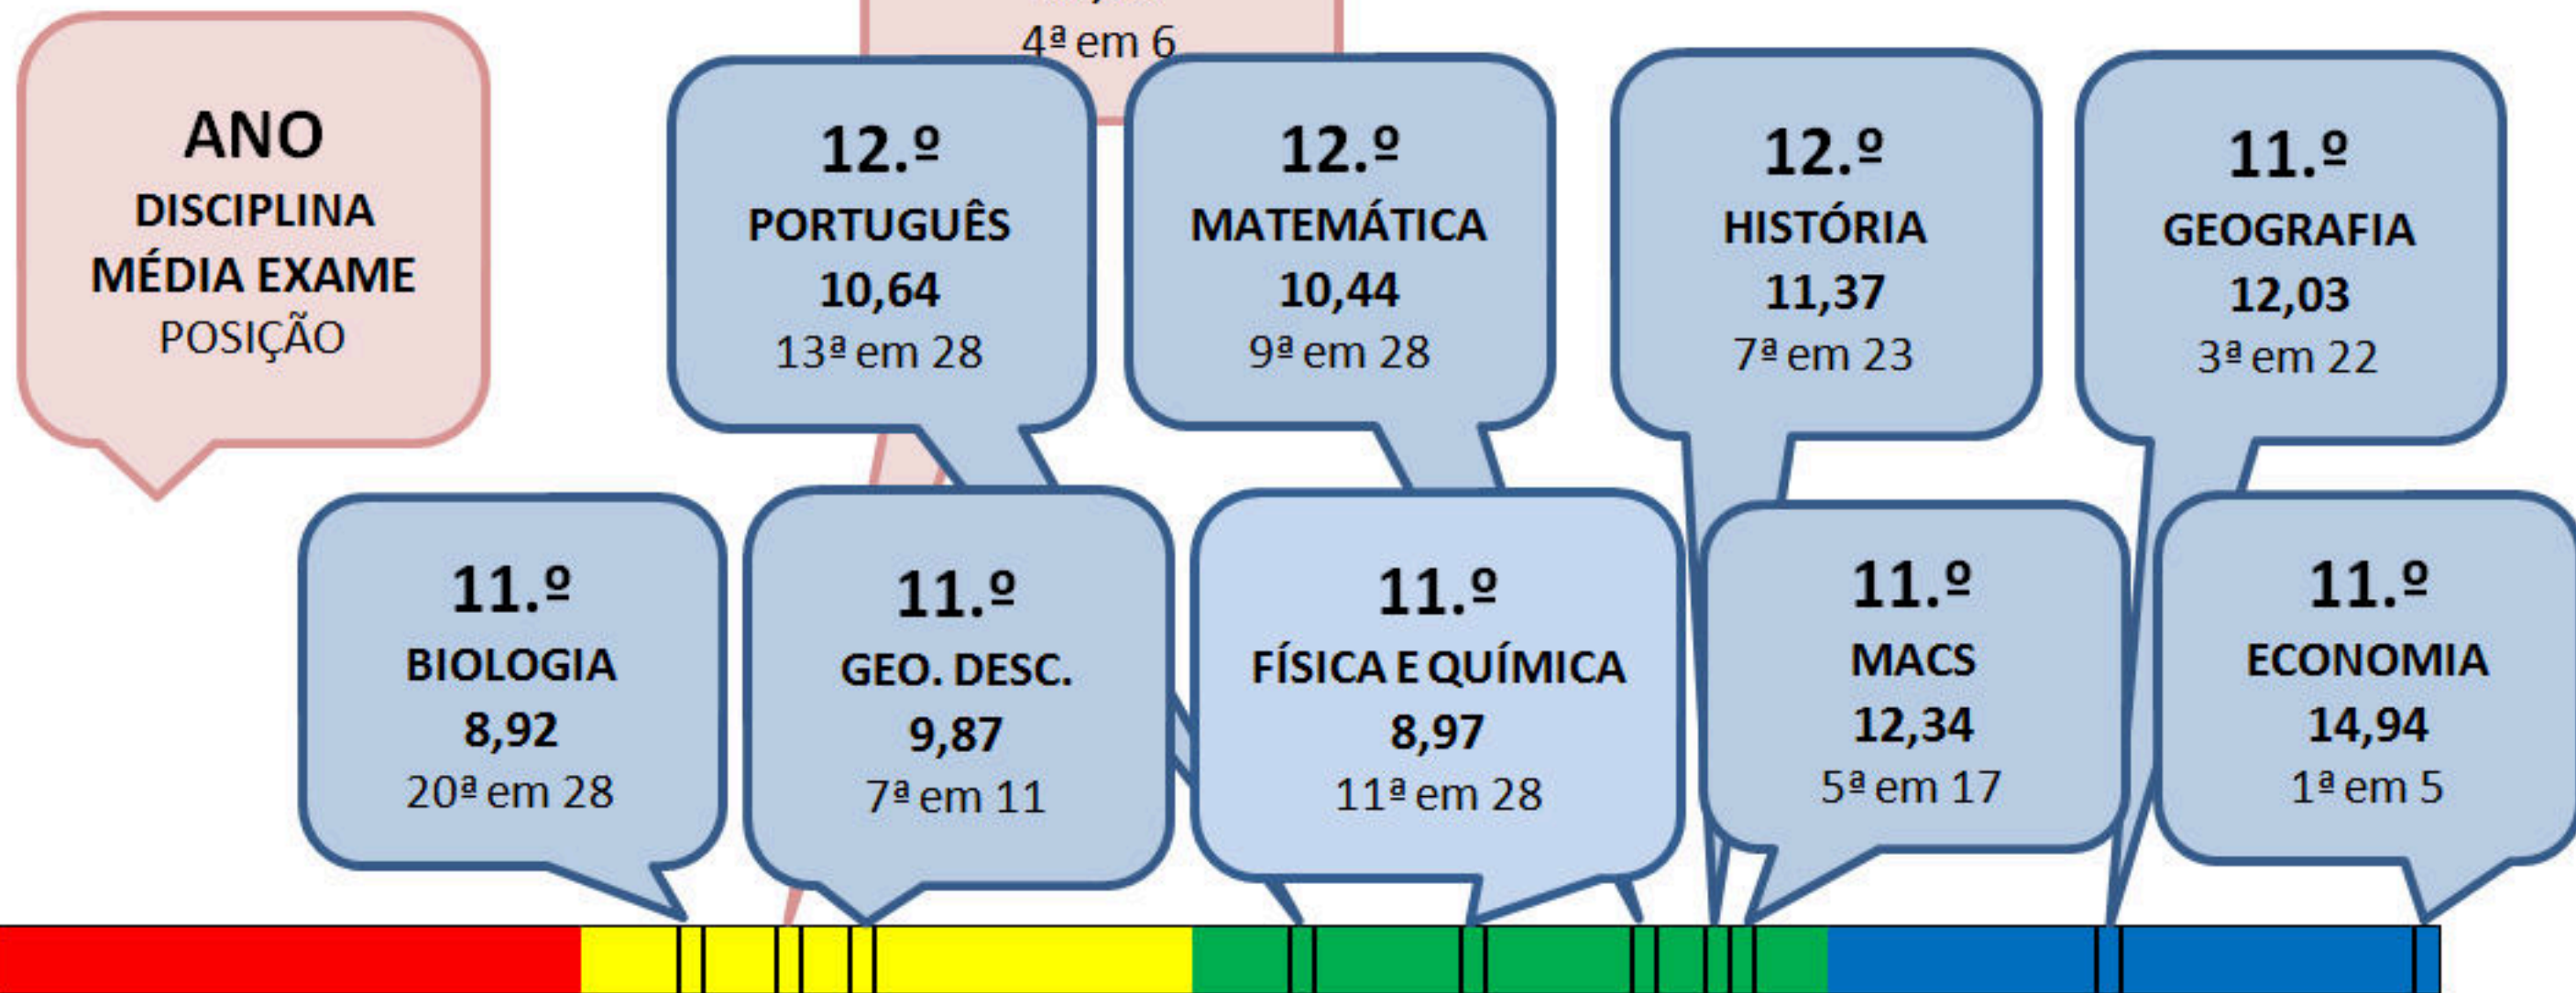 4ª em 6
ANO
DISCIPLINA
MÉDIA EXAME
POSIÇÃO
12.º
PORTUGUÊS
10,64
13ª em 28
12.º
MATEMÁTICA
10,44
9ª em 28
12.º
HISTÓRIA
11,37
7ª em 23
11.º
GEOGRAFIA
12,03
3ª em 22
11.º
BIOLOGIA
8,92
20ª em 28
11.º
GEO. DESC.
9,87
7ª em 11
11.º
FÍSICA E QUÍMICA
8,97
11ª em 28
11.º
MACS
12,34
5ª em 17
11.º
ECONOMIA
14,94
1ª em 5